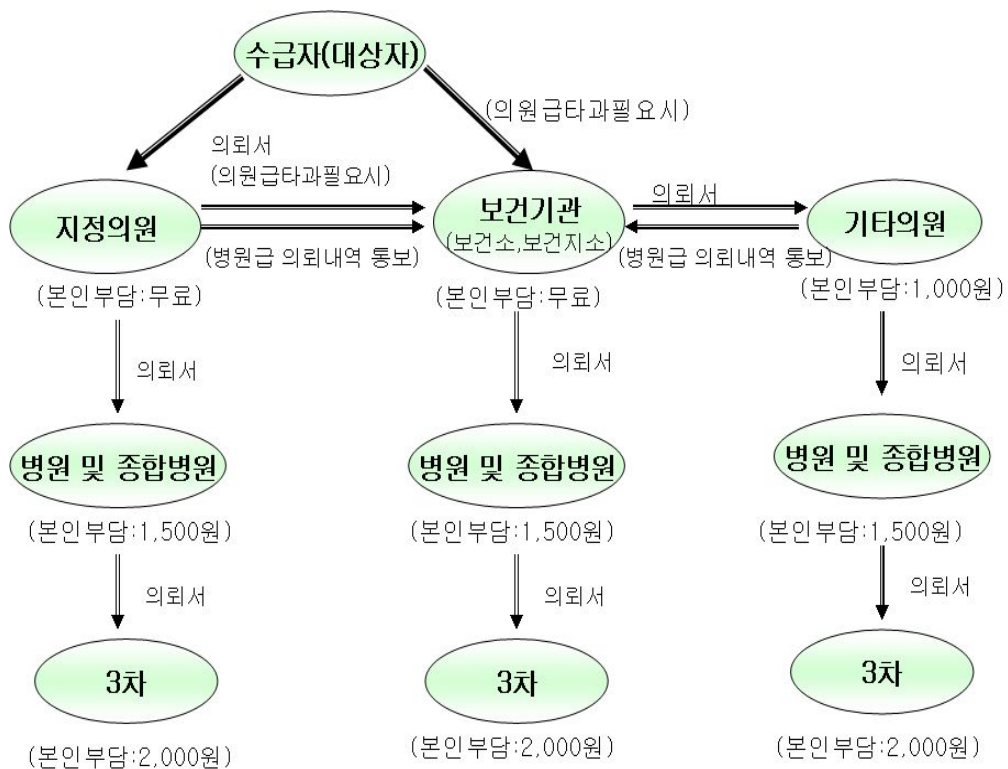 수급자(대상자)
(의원급타과필요시)
의뢰서
(의원급타과필요시)
지정의원
보건기관
(보건소,보건지소)
의뢰서
기타의원
(병원급 의뢰내역 통보)
(병원급 의뢰내역 통보)
(본인부담:무료)
(본인부담:무료)
(본인부담:1,000원)
의뢰서
의뢰서
의뢰서
병원 및 종합병원
병원 및 종합병원
병원 및 종합병원
(본인부담:1,500원)
(본인부담:1,500원)
(본인부담:1,500원)
의뢰서
의뢰서
의뢰서
3차
3차
3차
(본인부담:2,000원)
(본인부담:2,000원)
(본인부담:2,000원)